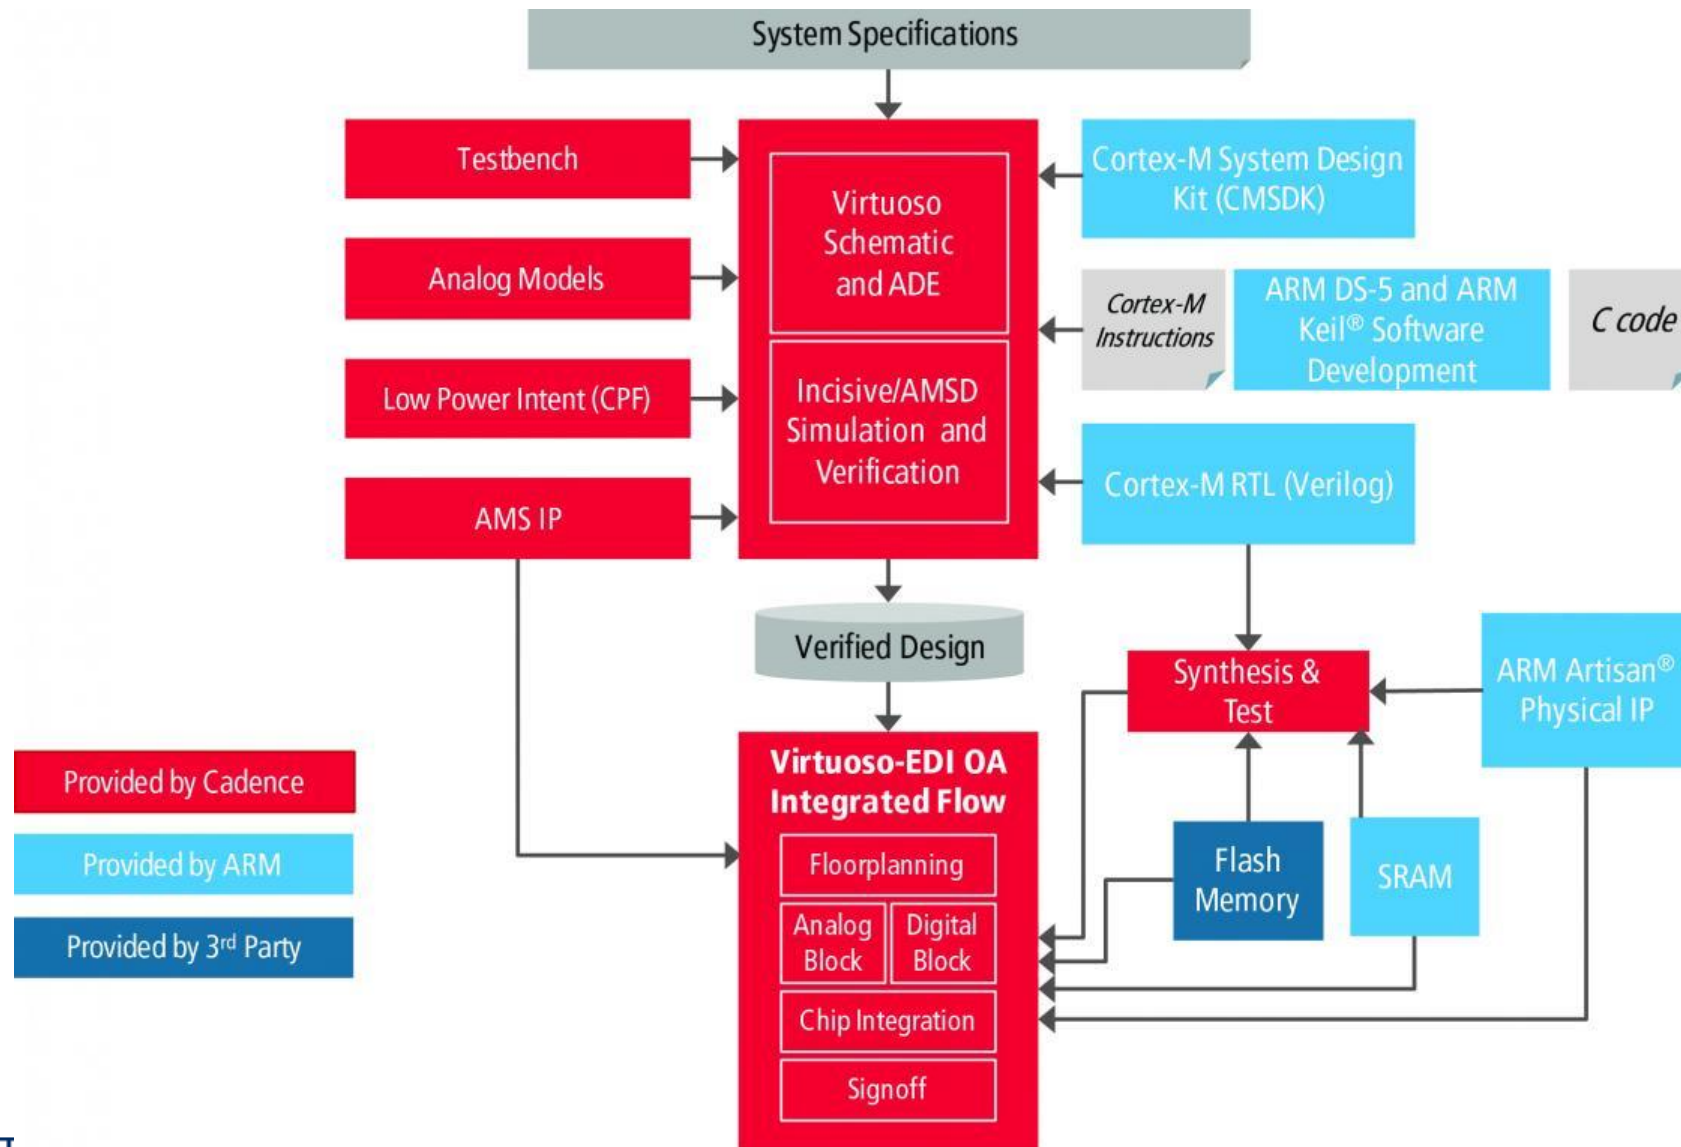 System Specifications
Testbench
Analog Models
Low Power Intent (CPF)
AMS IP
Virtuoso
Schematic
and ADE
Incisive/AMSD
Simulation and
Verification
Cortex-M System Design
Kit (CMSDK)
Cortex-M
Instructions
ARM DS-5 and ARM
Keil® Software
Development
C code
Cortex-M RTL (Verilog)
Verified Design
Synthesis &
Test
ARM Artisan®
Physical IP
Flash
Memory
SRAM
Virtuoso-EDI OA
Integrated Flow
Floorplanning
Analog
Block
Digital
Block
Chip Integration
Signoff
Provided by Cadence
Provided by ARM
Provided by 3rd Party